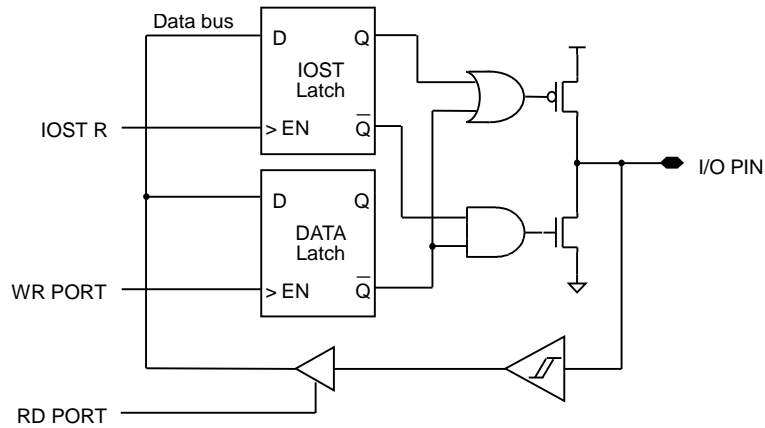 Data bus
D
Q
IOST
Latch
IOST R
> EN
Q̅
I/O PIN
D
Q
DATA
Latch
WR PORT
> EN
Q̅
RD PORT